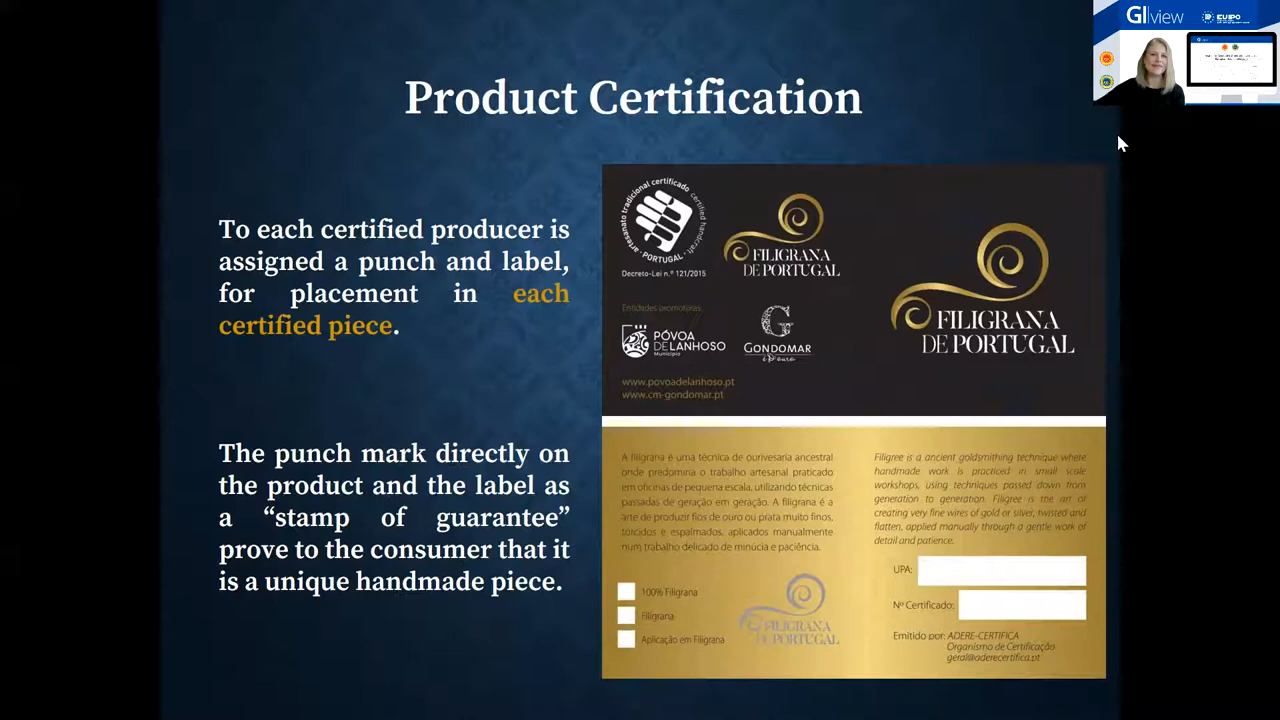 GIview
EUIPO
Product Certification
To each certified producer is
assigned a punch and label,
for placement in each
certified piece.
The punch mark directly on
the product and the label as
a “stamp of guarantee”
prove to the consumer that it
is a unique handmade piece.
artesanato tradicional certificado
certified handcraft
· PORTUGAL ·
Decreto-Lei n.º 121/2015
FILIGRANA
DE PORTUGAL
Entidades promotoras:
PÓVOA
DE LANHOSO
Município
G
GONDOMAR
é D'ouro
www.povoadelanhoso.pt
www.cm-gondomar.pt
FILIGRANA
DE PORTUGAL
A filigrana é uma técnica de ourivesaria ancestral
onde predomina o trabalho artesanal praticado
em oficinas de pequena escala, utilizando técnicas
passadas de geração em geração. A filigrana é a
arte de produzir fios de ouro ou prata muito finos,
torcidos e espalmados, aplicados manualmente
num trabalho delicado de minúcia e paciência.
100% Filigrana
Filigrana
Aplicação em Filigrana
FILIGRANA
DE PORTUGAL
Filigree is a ancient goldsmithing technique where
handmade work is practiced in small scale
workshops, using techniques passed down from
generation to generation. Filigree is the art of
creating very fine wires of gold or silver, twisted and
flatten, applied manually through a gentle work of
detail and patience.
UPA:
Nº Certificado:
Emitido por: ADERE-CERTIFICA
Organismo de Certificação
geral@aderecertifica.pt